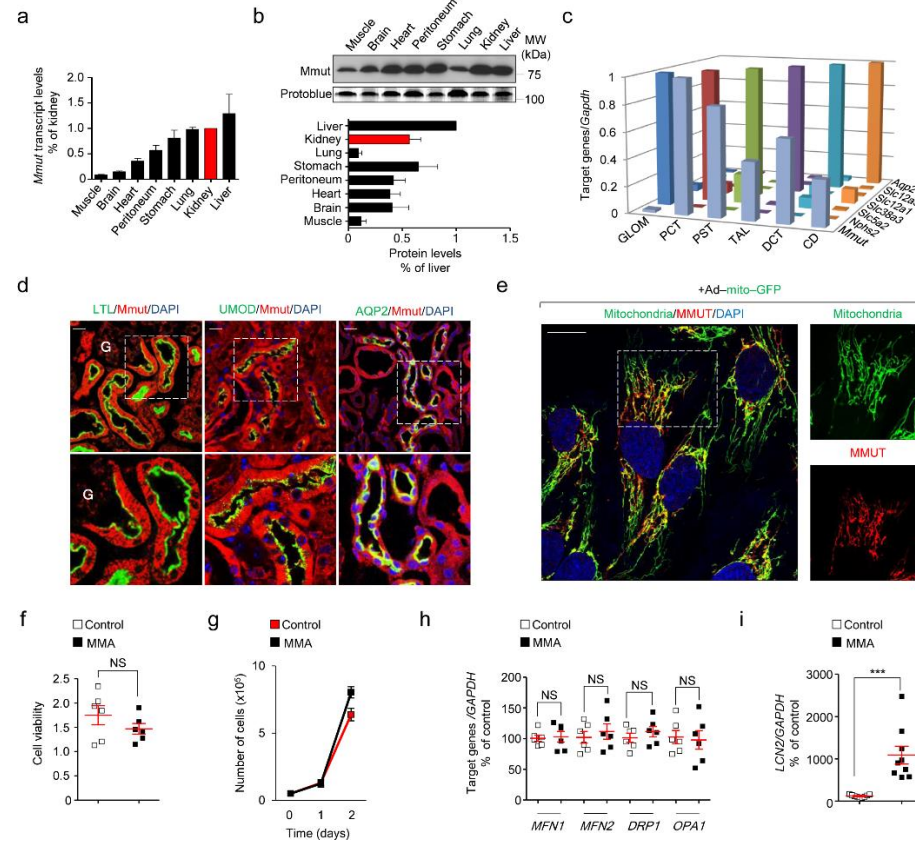 a
Mmut transcript levels
% of kidney
2.0
1.5
1.0
0.5
0
Muscle
Brain
Heart
Peritoneum
Stomach
Lung
Kidney
Liver
b
Muscle
Brain
Heart
Peritoneum
Stomach
Lung
Kidney
Liver
MW
(kDa)
Mmut
75
Protoblue
100
Liver
Kidney
Lung
Stomach
Peritoneum
Heart
Brain
Muscle
0 0.5 1.0 1.5
Protein levels
% of liver
c
Target genes/Gapdh
1
0.8
0.6
0.4
0.2
0
GLOM
PCT
PST
TAL
DCT
CD
Slc12a1
Slc38a3
Slc5a2
Nphs2
Mmut
d
LTL/Mmut/DAPI
UMOD/Mmut/DAPI
AQP2/Mmut/DAPI
G
G
e
+Ad–mito–GFP
Mitochondria/MMUT/DAPI
Mitochondria
MMUT
f
Control
MMA
NS
Cell viability
2.5
2.0
1.5
1.0
0.5
0
g
Control
MMA
Number of cells (x10⁵)
10
5
0
0 1 2
Time (days)
h
Control
MMA
NS NS NS NS
Target genes /GAPDH
% of control
200
150
100
50
0
MFN1 MFN2 DRP1 OPA1
i
Control
MMA
***
LCN2/GAPDH
% of control
3000
2000
1000
0